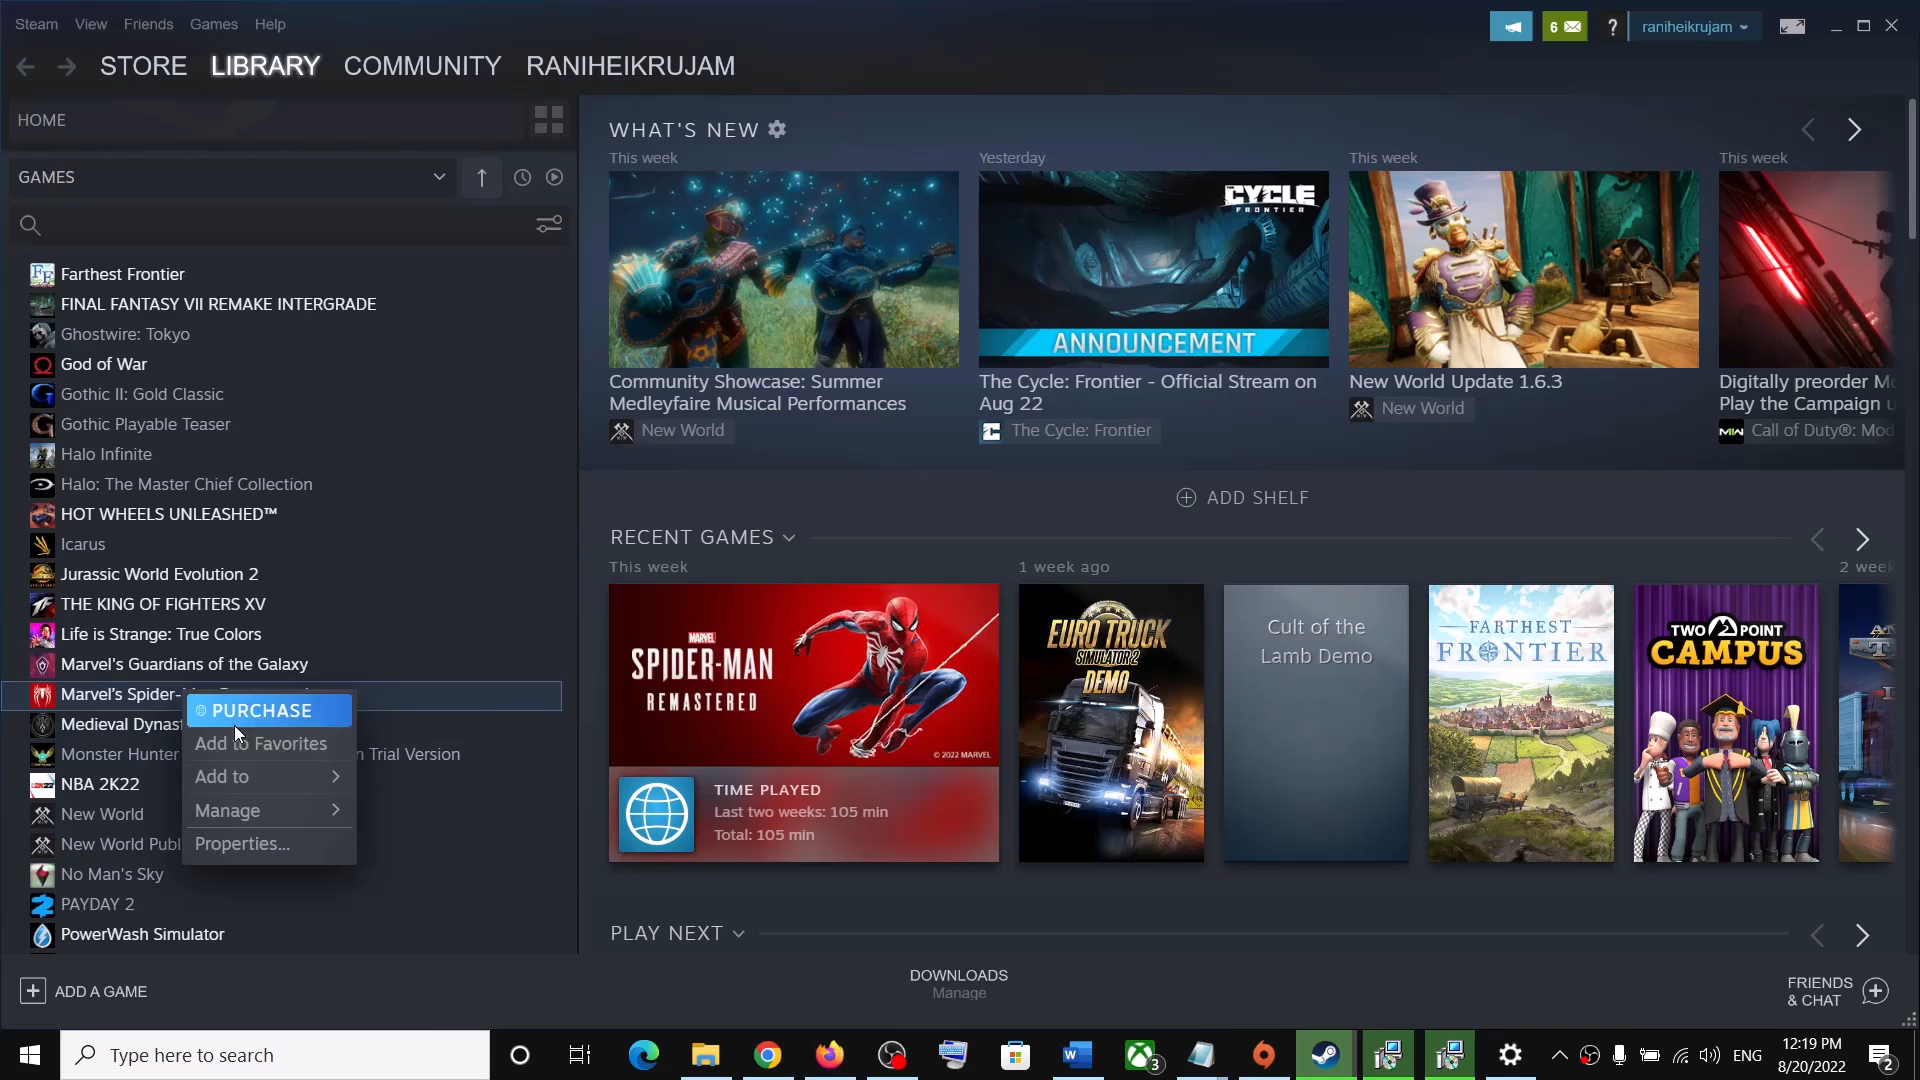 Steam View Friends Games Help
6 ? raniheikrujam
STORE LIBRARY COMMUNITY RANIHEIKRUJAM
HOME
GAMES
Farthest Frontier
FINAL FANTASY VII REMAKE INTERGRADE
Ghostwire: Tokyo
God of War
Gothic II: Gold Classic
Gothic Playable Teaser
Halo Infinite
Halo: The Master Chief Collection
HOT WHEELS UNLEASHED™
Icarus
Jurassic World Evolution 2
THE KING OF FIGHTERS XV
Life is Strange: True Colors
Marvel's Guardians of the Galaxy
Marvel's Spider-
Medieval Dynast
Monster Hunter n Trial Version
NBA 2K22
New World
New World Publ
No Man's Sky
PAYDAY 2
PowerWash Simulator
PURCHASE
Add to Favorites
Add to
Manage
Properties...
ADD A GAME
WHAT'S NEW
This week
Yesterday
This week
This week
THE CYCLE FRONTIER
ANNOUNCEMENT
Community Showcase: Summer
Medleyfaire Musical Performances
New World
The Cycle: Frontier - Official Stream on
Aug 22
The Cycle: Frontier
New World Update 1.6.3
New World
Digitally preorder Mo
Play the Campaign u
MW Call of Duty®: Mod
ADD SHELF
RECENT GAMES
This week
1 week ago
2 week
MARVEL
SPIDER-MAN
REMASTERED
© 2022 MARVEL
TIME PLAYED
Last two weeks: 105 min
Total: 105 min
EURO TRUCK
SIMULATOR 2
DEMO
Cult of the
Lamb Demo
FARTHEST
FRONTIER
TWO 2 POINT
CAMPUS
PLAY NEXT
DOWNLOADS
Manage
FRIENDS
& CHAT
Type here to search
3
ENG
12:19 PM
8/20/2022
2